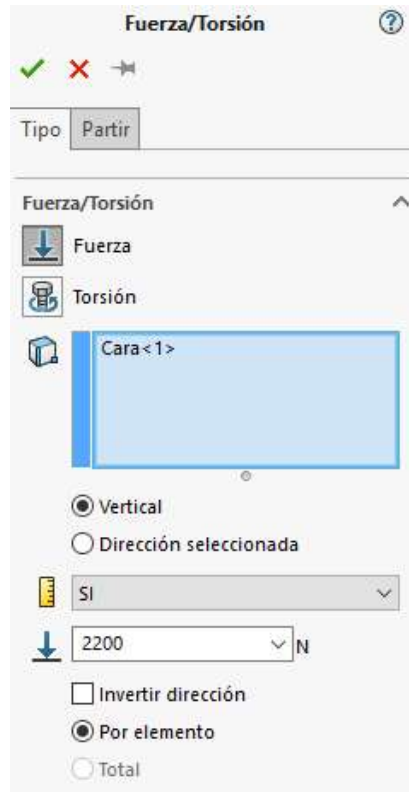 Fuerza/Torsión
?
Tipo Partir
Fuerza/Torsión
Fuerza
Torsión
Cara<1>
Vertical
Dirección seleccionada
SI
2200 N
Invertir dirección
Por elemento
Total